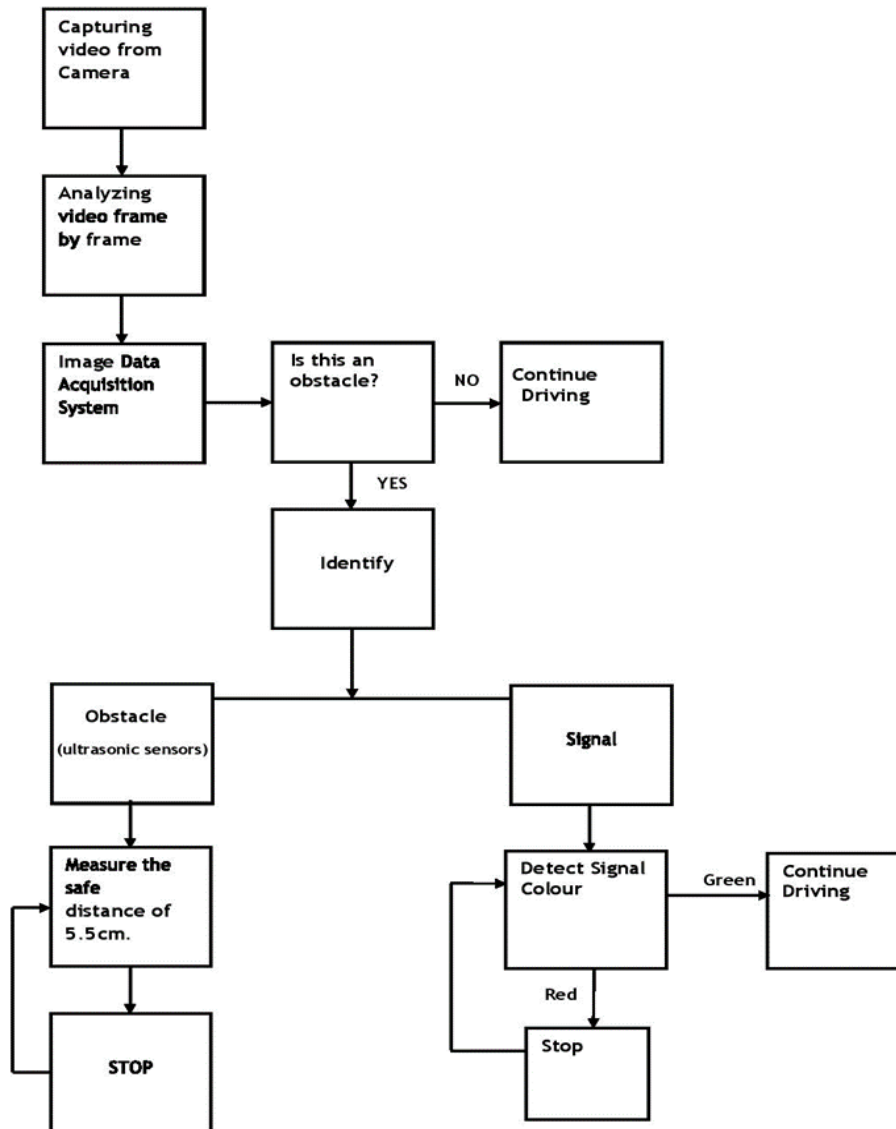 Capturing
video from
Camera
Analyzing
video frame
by frame
Image Data
Acquisition
System
Is this an
obstacle?
NO
Continue
Driving
YES
Identify
Obstacle
(ultrasonic sensors)
Signal
Measure the
safe
distance of
5.5cm.
STOP
Detect Signal
Colour
Green
Continue
Driving
Red
Stop